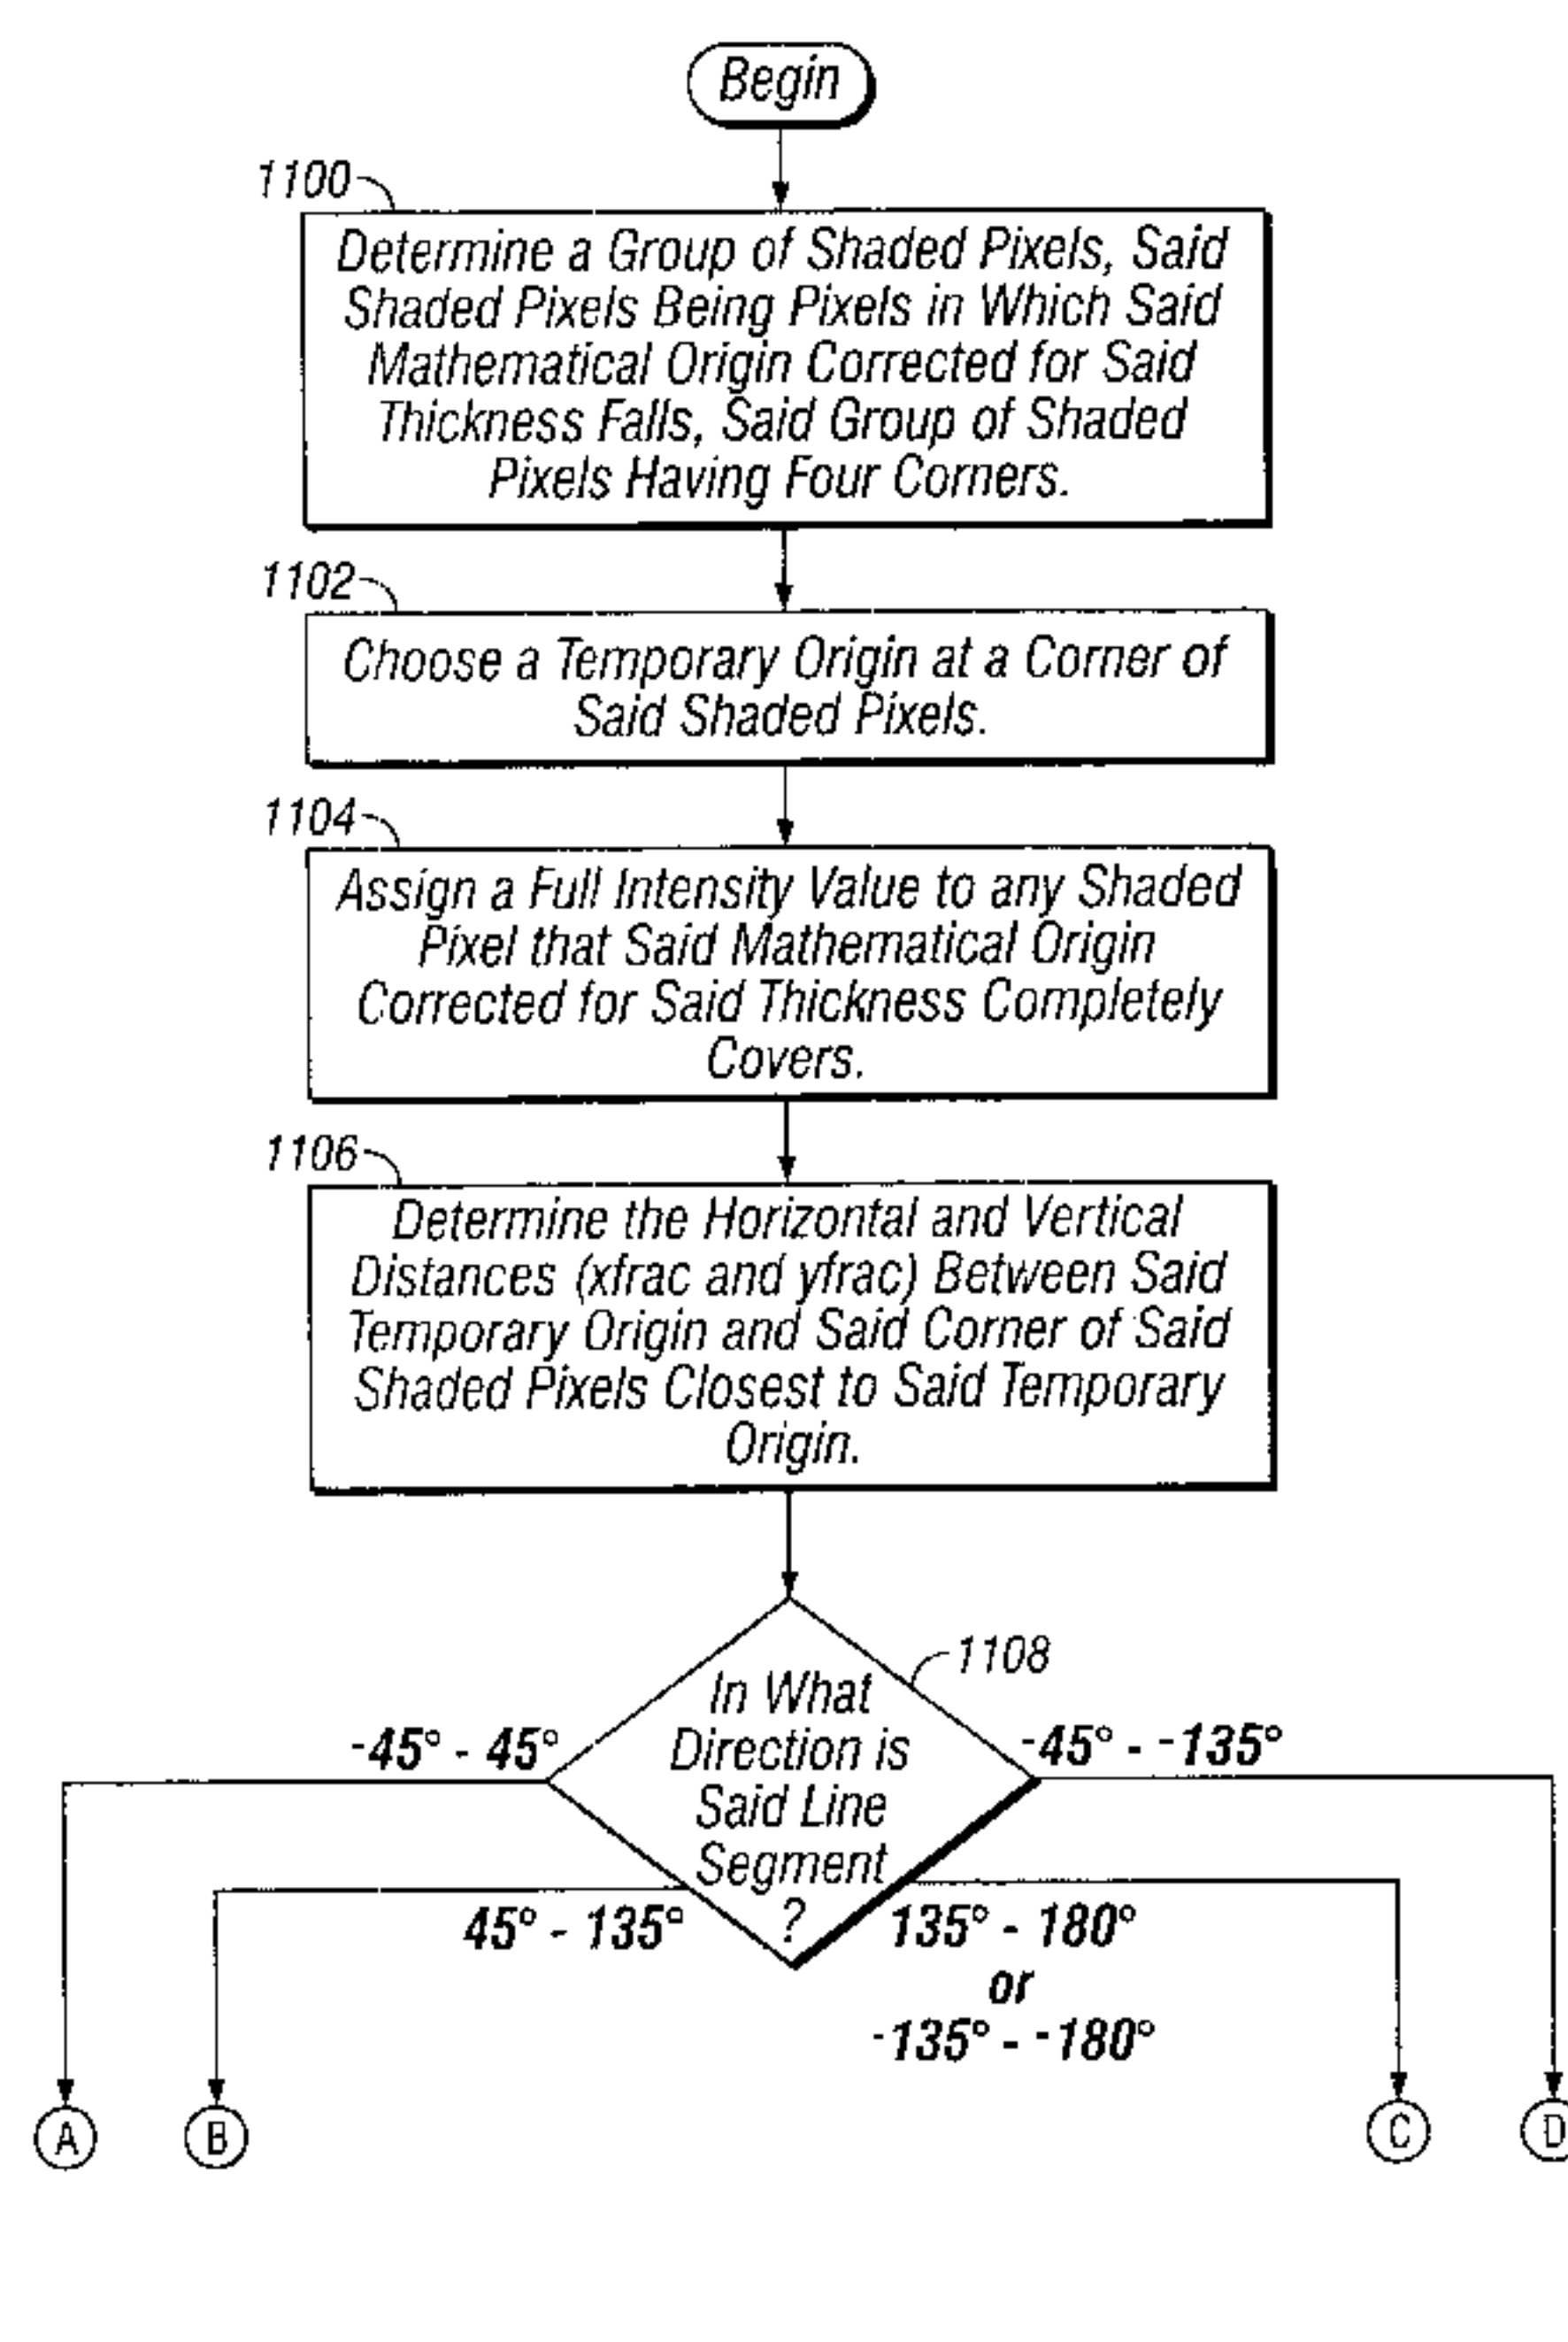 Begin
1100
Determine a Group of Shaded Pixels, Said
Shaded Pixels Being Pixels in Which Said
Mathematical Origin Corrected for Said
Thickness Falls, Said Group of Shaded
Pixels Having Four Corners.
1102
Choose a Temporary Origin at a Corner of
Said Shaded Pixels.
1104
Assign a Full Intensity Value to any Shaded
Pixel that Said Mathematical Origin
Corrected for Said Thickness Completely
Covers.
1106
Determine the Horizontal and Vertical
Distances (xfrac and yfrac) Between Said
Temporary Origin and Said Corner of Said
Shaded Pixels Closest to Said Temporary
Origin.
1108
In What
Direction is
Said Line
Segment
?
-45° - 45°
-45° - -135°
45° - 135°
135° - 180°
or
-135° - -180°
A
B
C
D